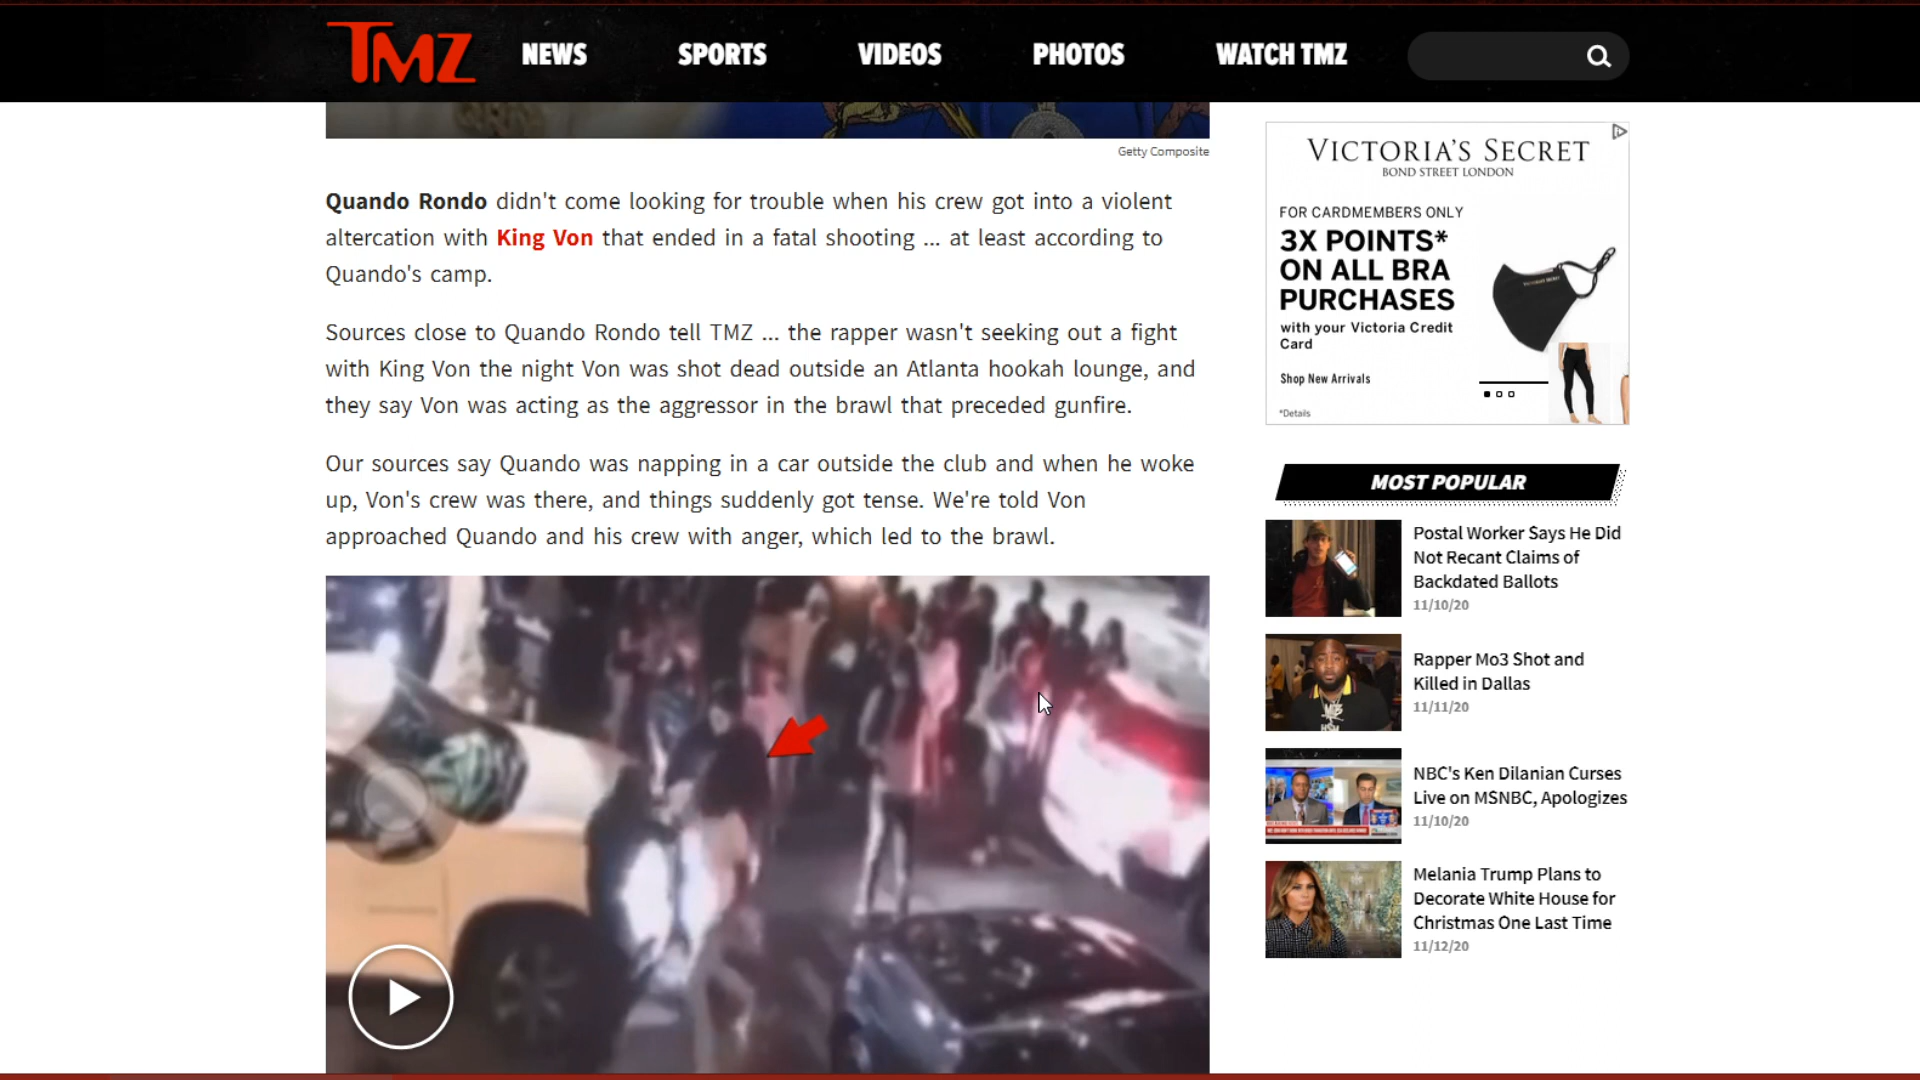 TMZ NEWS SPORTS VIDEOS PHOTOS WATCH TMZ
Getty Composite
Quando Rondo didn't come looking for trouble when his crew got into a violent
altercation with King Von that ended in a fatal shooting ... at least according to
Quando's camp.
Sources close to Quando Rondo tell TMZ ... the rapper wasn't seeking out a fight
with King Von the night Von was shot dead outside an Atlanta hookah lounge, and
they say Von was acting as the aggressor in the brawl that preceded gunfire.
Our sources say Quando was napping in a car outside the club and when he woke
up, Von's crew was there, and things suddenly got tense. We're told Von
approached Quando and his crew with anger, which led to the brawl.
VICTORIA'S SECRET
BOND STREET LONDON
FOR CARDMEMBERS ONLY
3X POINTS*
ON ALL BRA
PURCHASES
with your Victoria Credit
Card
Shop New Arrivals
*Details
MOST POPULAR
Postal Worker Says He Did
Not Recant Claims of
Backdated Ballots
11/10/20
Rapper Mo3 Shot and
Killed in Dallas
11/11/20
NBC's Ken Dilanian Curses
Live on MSNBC, Apologizes
11/10/20
Melania Trump Plans to
Decorate White House for
Christmas One Last Time
11/12/20